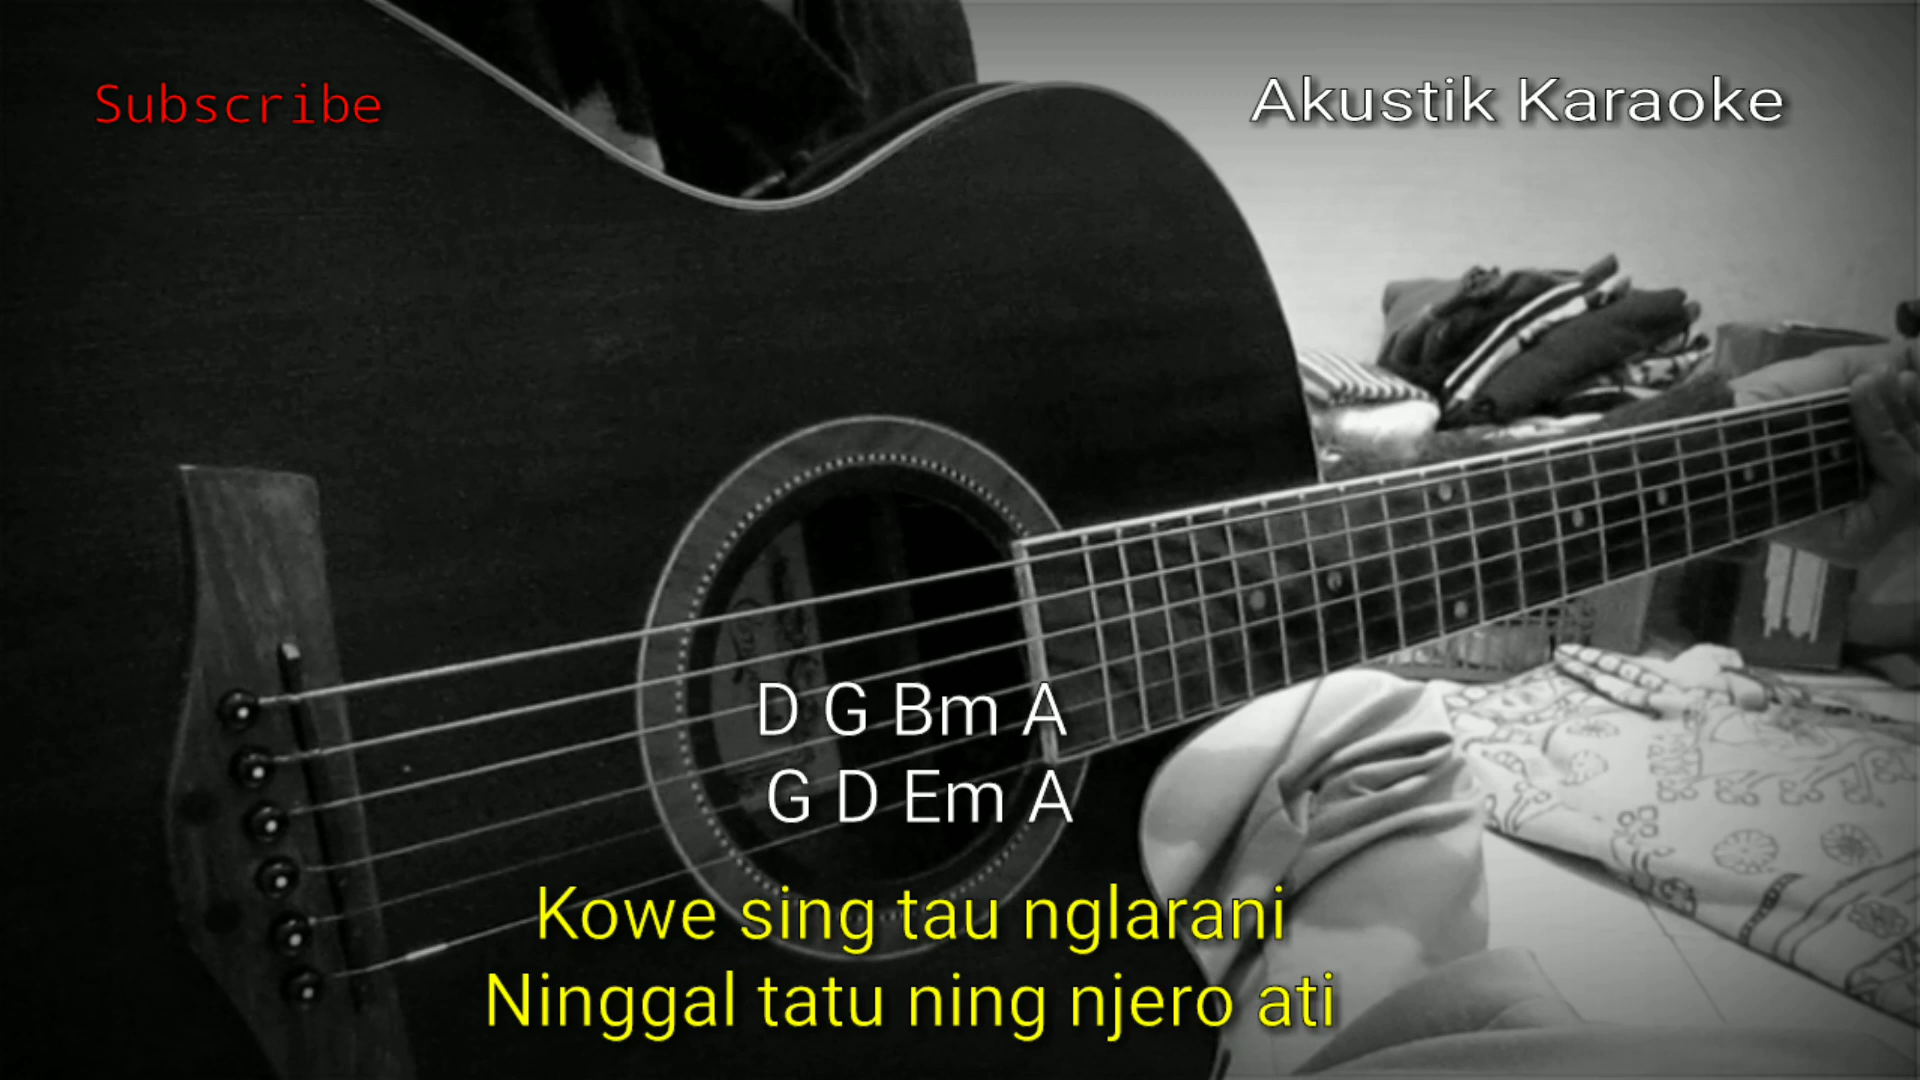 Subscribe
Akustik Karaoke
D G Bm A
G D Em A
Kowe sing tau nglarani
Ninggal tatu ning njero ati